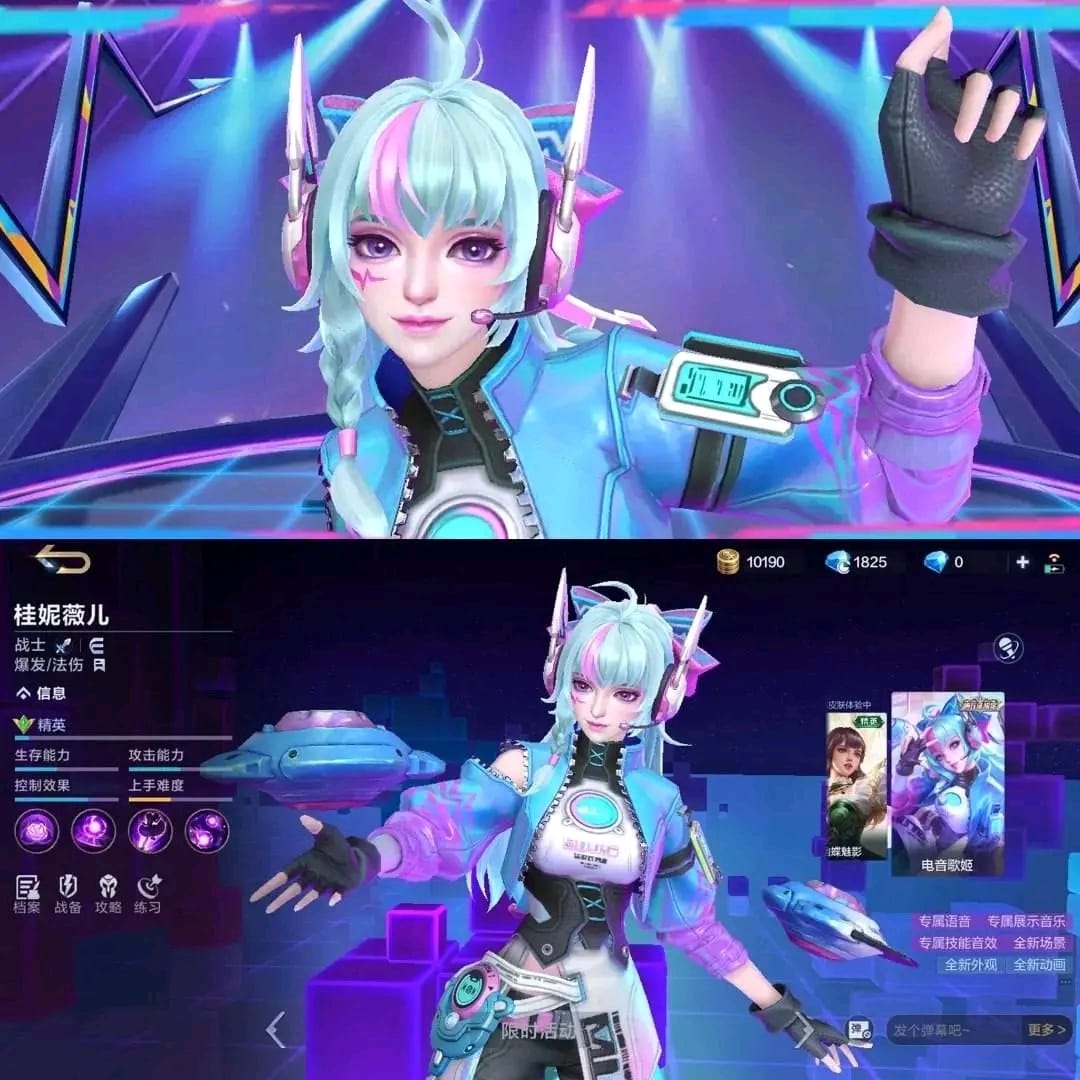 10190
1825
0
桂妮薇儿
战士
爆发/法伤
信息
精英
生存能力 攻击能力
控制效果 上手难度
档案 战备 攻略 练习
皮肤体验中
精英
蝶魅影
电音歌姬
专属语音 专属展示音乐
专属技能音效 全新场景
全新外观 全新动画
限时活动
弹
发个弹幕吧~ 更多 >